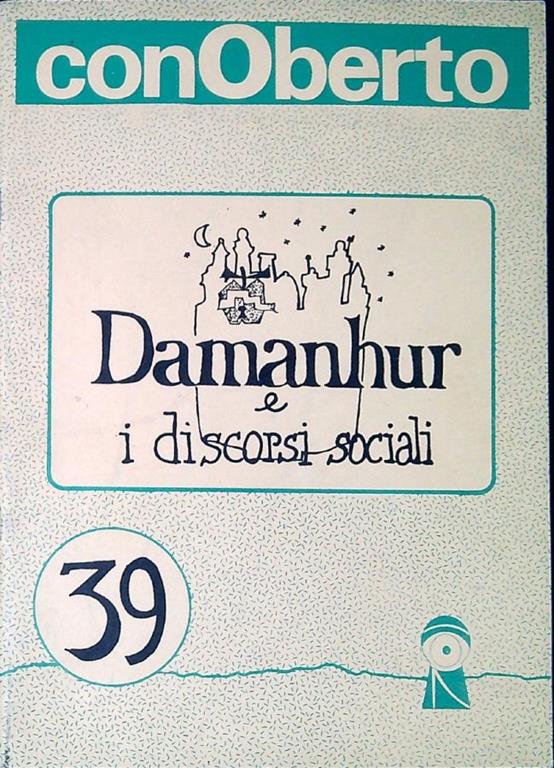 conOberto
Damanhur
e
i discorsi sociali
39